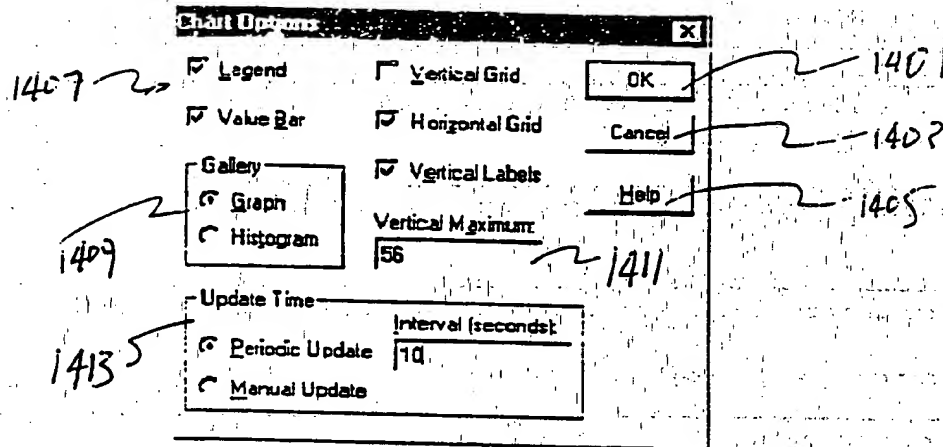 Chart Options
Legend
Vertical Grid
OK
1401
1407
Value Bar
Horizontal Grid
Cancel
Gallery
Vertical Labels
Help
1405
Graph
Histogram
Vertical Maximum:
56
1409
1411
Update Time
Interval (seconds):
Periodic Update
10
1413
Manual Update